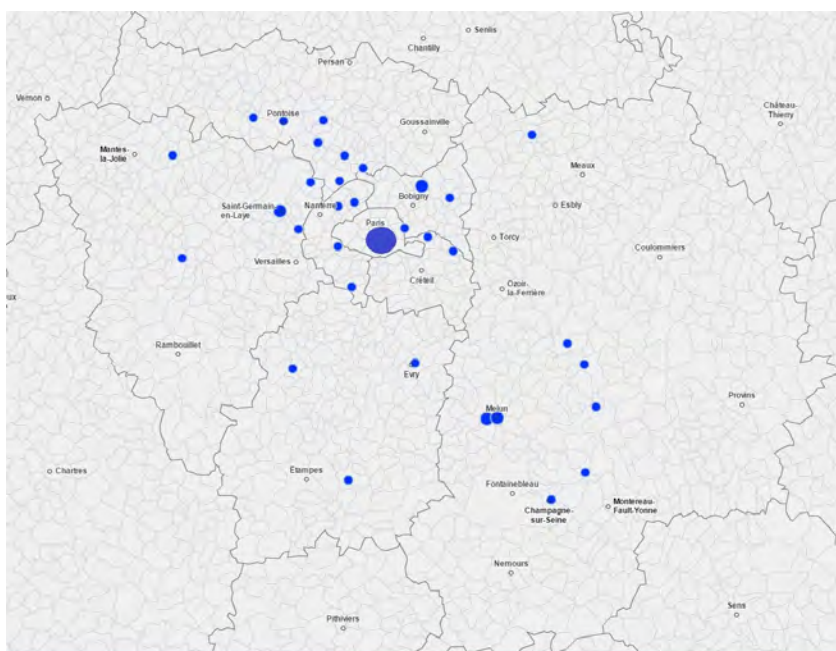 Senlis
Chantilly
Persan
Vernon
Château-
Thierry
Pontoise
Goussainville
Mantes-
la-Jolie
Meaux
Saint-Germain-
en-Laye
Nanterre
Bobigny
Esbly
Paris
Torcy
Coulommiers
Versailles
Créteil
Ozoir-
la-Ferrière
ux
Rambouillet
Evry
Provins
Melun
Chartres
Étampes
Fontainebleau
Champagne-
sur-Seine
Montereau-
Fault-Yonne
Nemours
Sens
Pithiviers